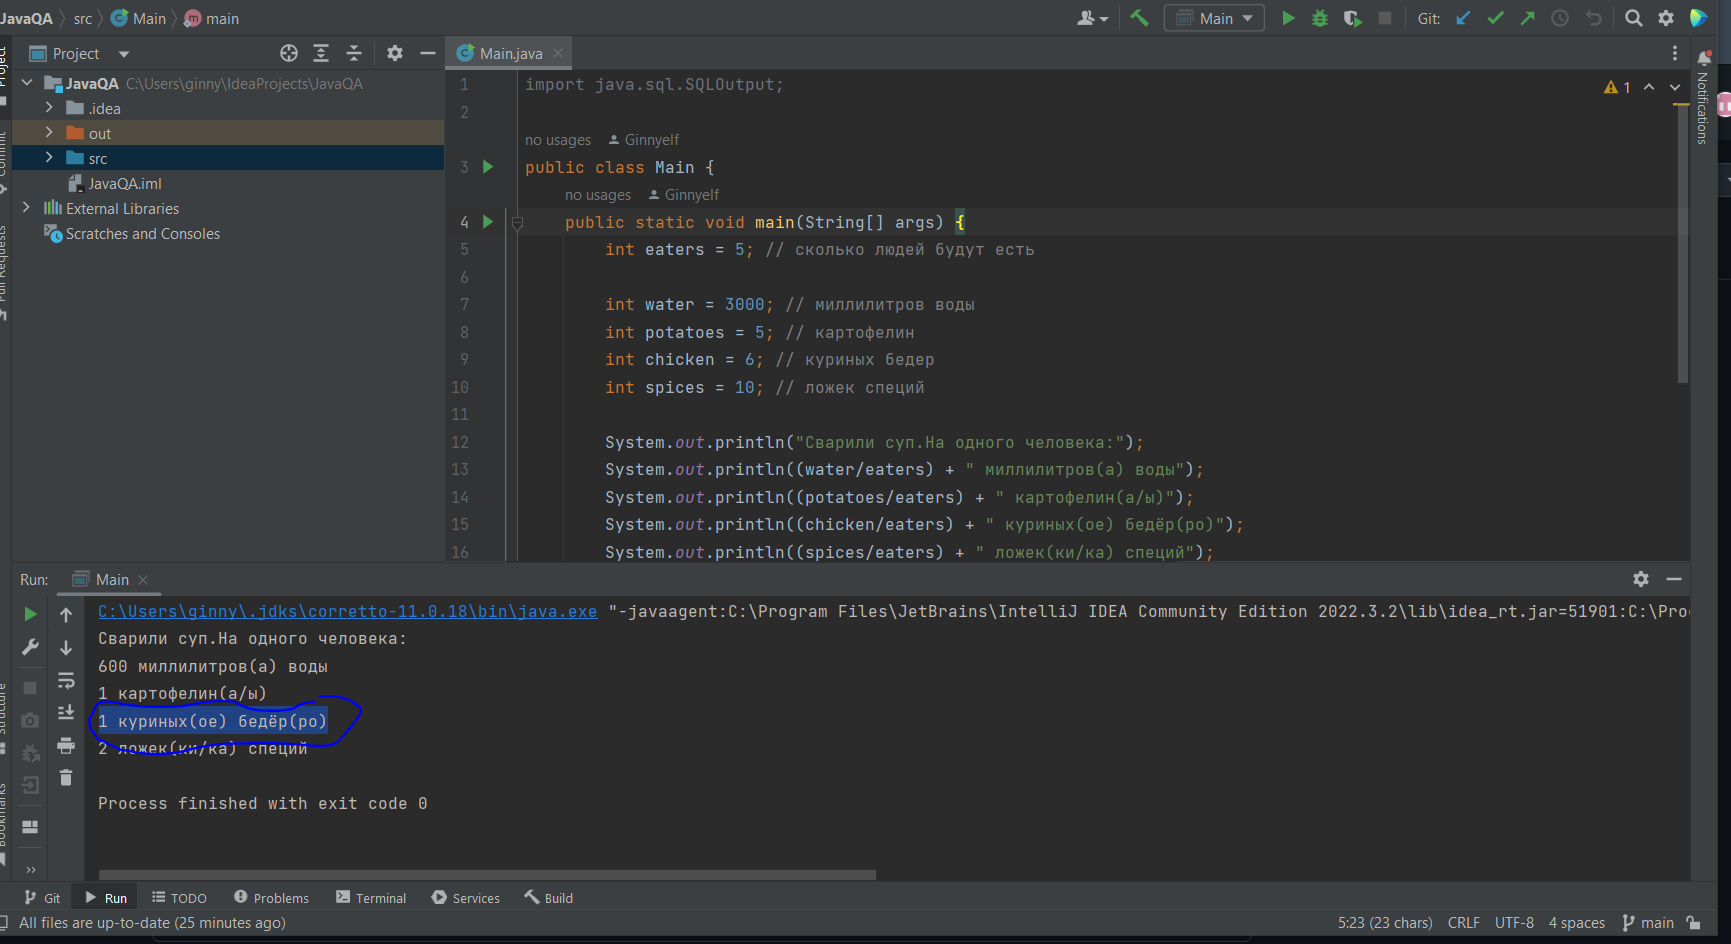 JavaQA src Main main
Main
Git:
Project
Main.java
JavaQA C:\Users\ginny\IdeaProjects\JavaQA
.idea
out
src
JavaQA.iml
External Libraries
Scratches and Consoles
Project
Commit
Pull Requests
Notifications
1
1 import java.sql.SQLOutput;
2
no usages Ginnyelf
3 public class Main {
no usages Ginnyelf
4 public static void main(String[] args) {
5 int eaters = 5; // сколько людей будут есть
6
7 int water = 3000; // миллилитров воды
8 int potatoes = 5; // картофелин
9 int chicken = 6; // куриных бедер
10 int spices = 10; // ложек специй
11
12 System.out.println("Сварили суп.На одного человека:");
13 System.out.println((water/eaters) + " миллилитров(а) воды");
14 System.out.println((potatoes/eaters) + " картофелин(а/ы)");
15 System.out.println((chicken/eaters) + " куриных(ое) бедёр(ро)");
16 System.out.println((spices/eaters) + " ложек(ки/ка) специй");
Run: Main
C:\Users\ginny\.jdks\corretto-11.0.18\bin\java.exe "-javaagent:C:\Program Files\JetBrains\IntelliJ IDEA Community Edition 2022.3.2\lib\idea_rt.jar=51901:C:\Pro
Сварили суп.На одного человека:
600 миллилитров(а) воды
1 картофелин(а/ы)
1 куриных(ое) бедёр(ро)
2 ложек(ки/ка) специй
Process finished with exit code 0
Structure
Bookmarks
Git Run TODO Problems Terminal Services Build
All files are up-to-date (25 minutes ago)
5:23 (23 chars) CRLF UTF-8 4 spaces main